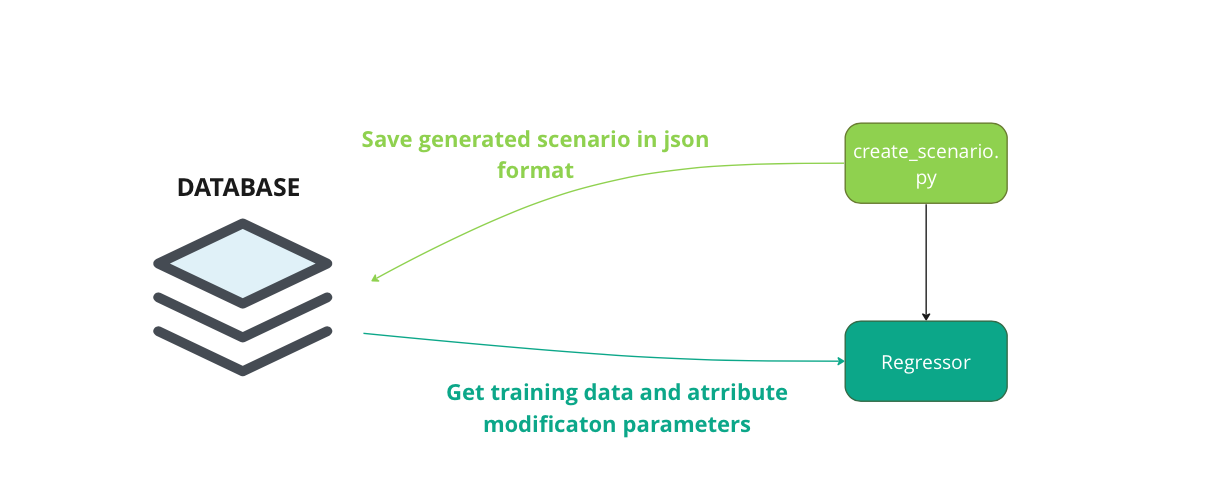 Save generated scenario in json
format
create_scenario.
py
DATABASE
Regressor
Get training data and atrribute
modificaton parameters